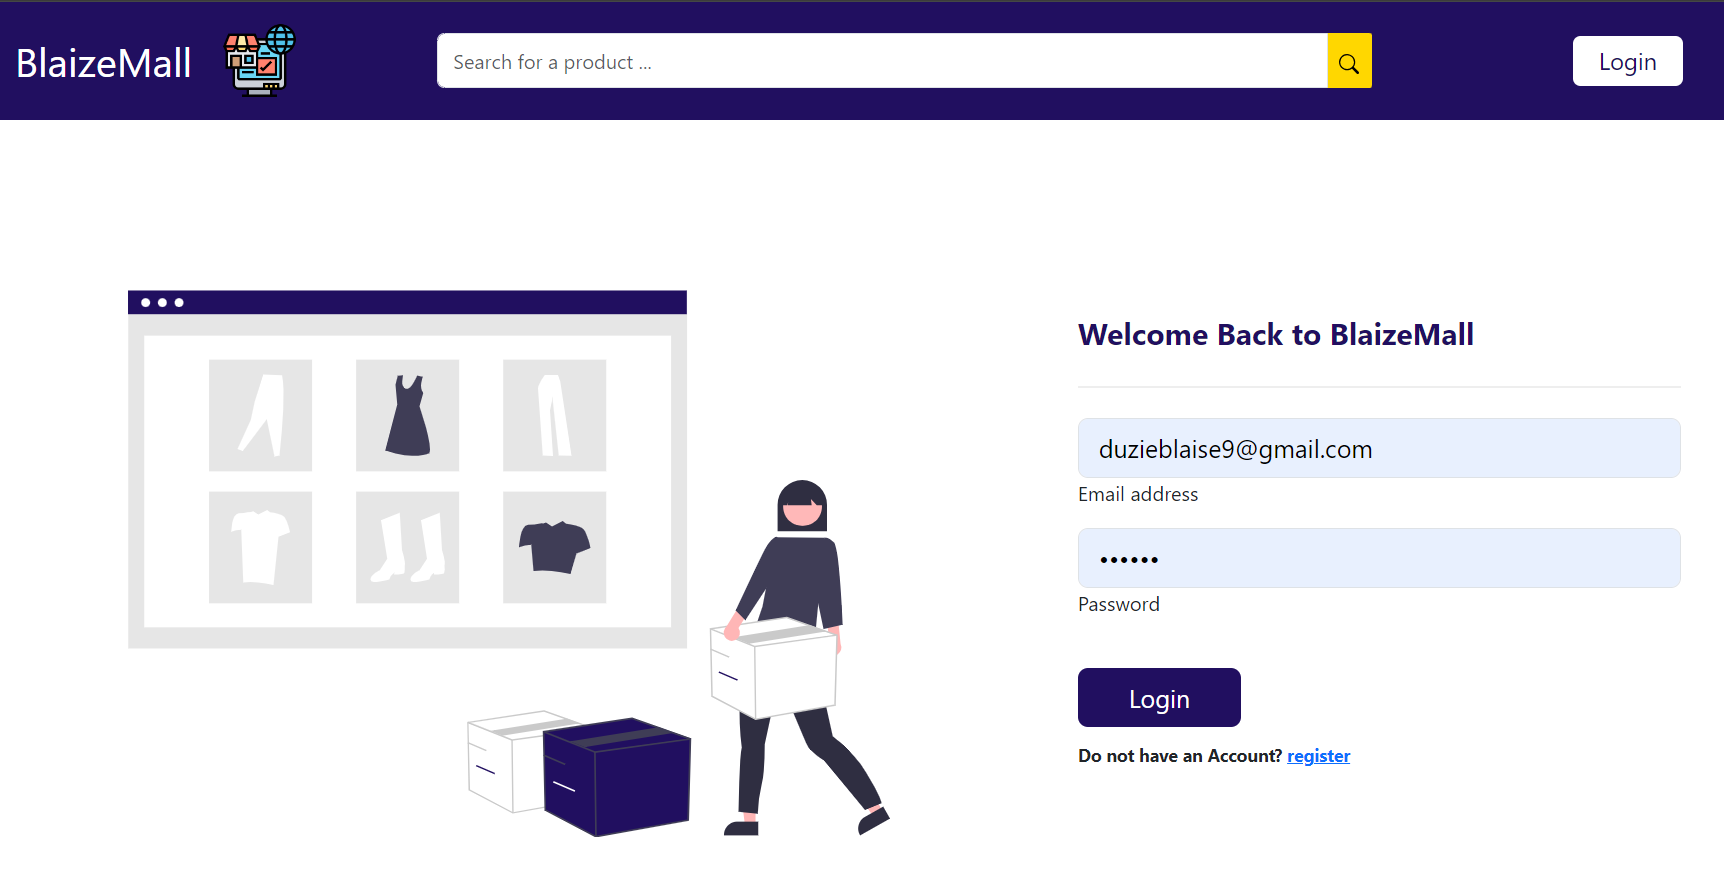 BlaizeMall
Search for a product ...
Login
Welcome Back to BlaizeMall
duzieblaise9@gmail.com
Email address
••••••
Password
Login
Do not have an Account? register